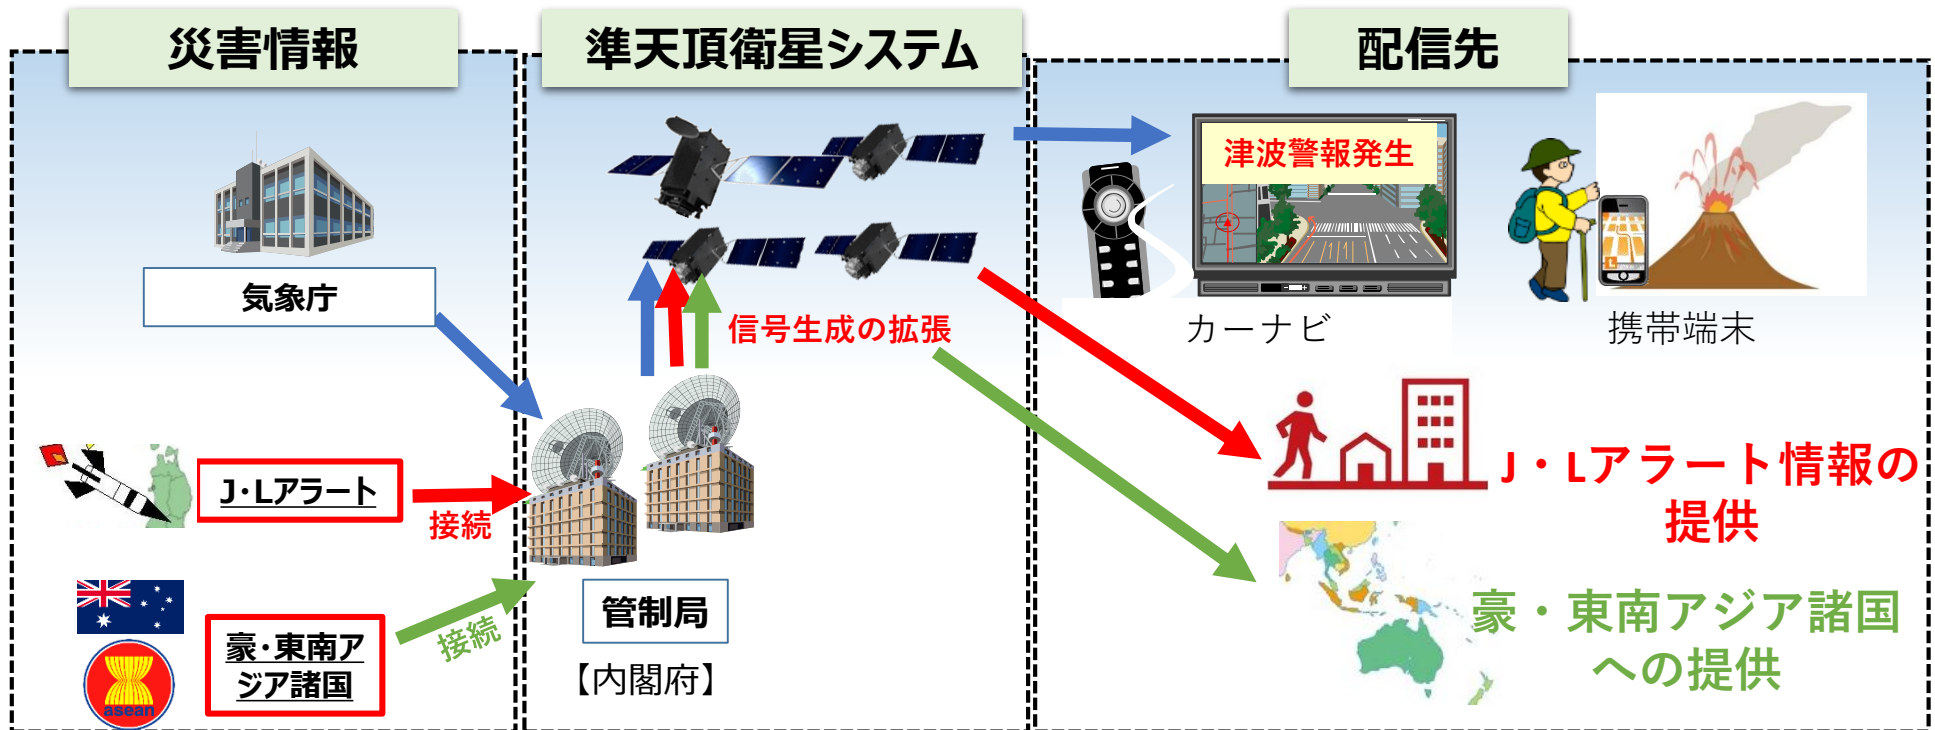 災害情報
準天頂衛星システム
配信先
気象庁
J・Lアラート
接続
豪・東南ア
ジア諸国
接続
asean
信号生成の拡張
管制局
【内閣府】
津波警報発生
カーナビ
携帯端末
J・Lアラート情報の
提供
豪・東南アジア諸国
への提供